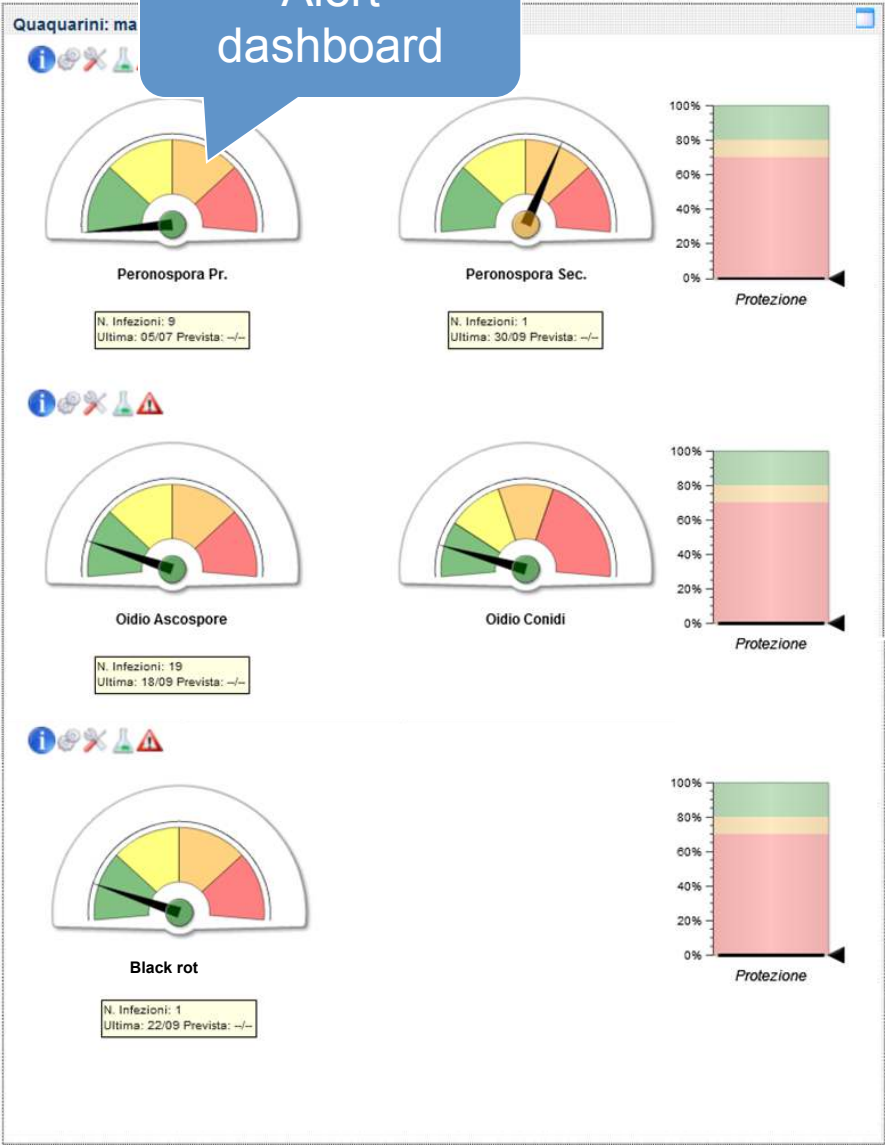 Alert
dashboard
Quaquarini: ma
100%
80%
60%
40%
20%
0%
Peronospora Pr.
Peronospora Sec.
Protezione
N. Infezioni: 9
Ultima: 05/07 Prevista: --/--
N. Infezioni: 1
Ultima: 30/09 Prevista: --/--
100%
80%
60%
40%
20%
0%
Oidio Ascospore
Oidio Conidi
Protezione
N. Infezioni: 19
Ultima: 18/09 Prevista: --/--
100%
80%
60%
40%
20%
0%
Black rot
Protezione
N. Infezioni: 1
Ultima: 22/09 Prevista: --/--